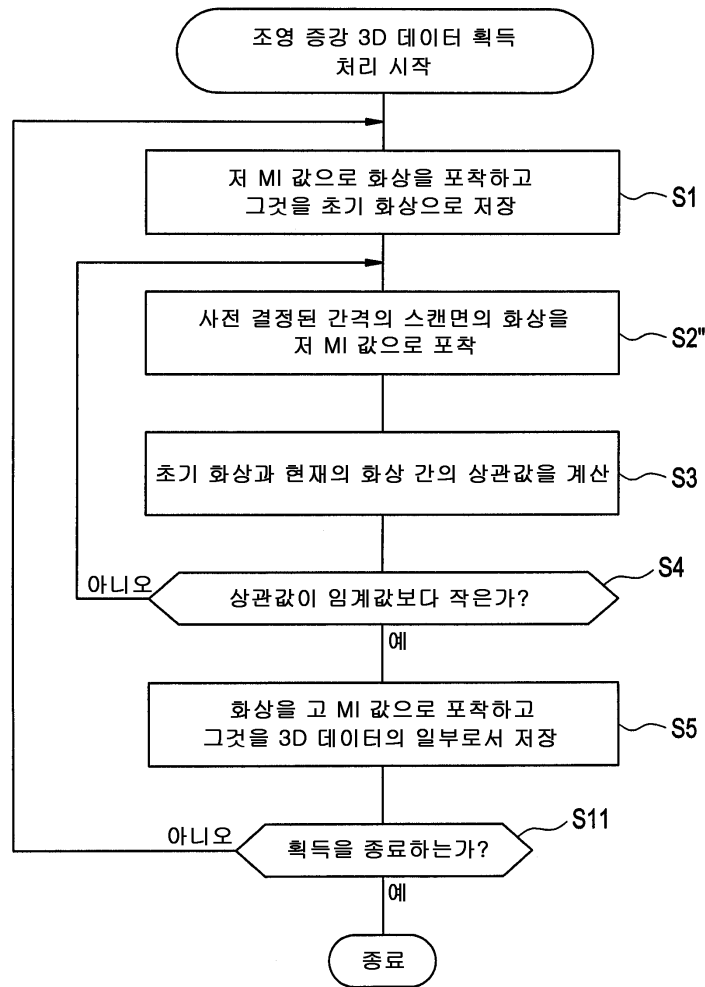 조영 증강 3D 데이터 획득
처리 시작
저 MI 값으로 화상을 포착하고
그것을 초기 화상으로 저장
S1
사전 결정된 간격의 스캔면의 화상을
저 MI 값으로 포착
S2"
초기 화상과 현재의 화상 간의 상관값을 계산
S3
상관값이 임계값보다 작은가?
S4
아니오
예
화상을 고 MI 값으로 포착하고
그것을 3D 데이터의 일부로서 저장
S5
획득을 종료하는가?
S11
아니오
예
종료